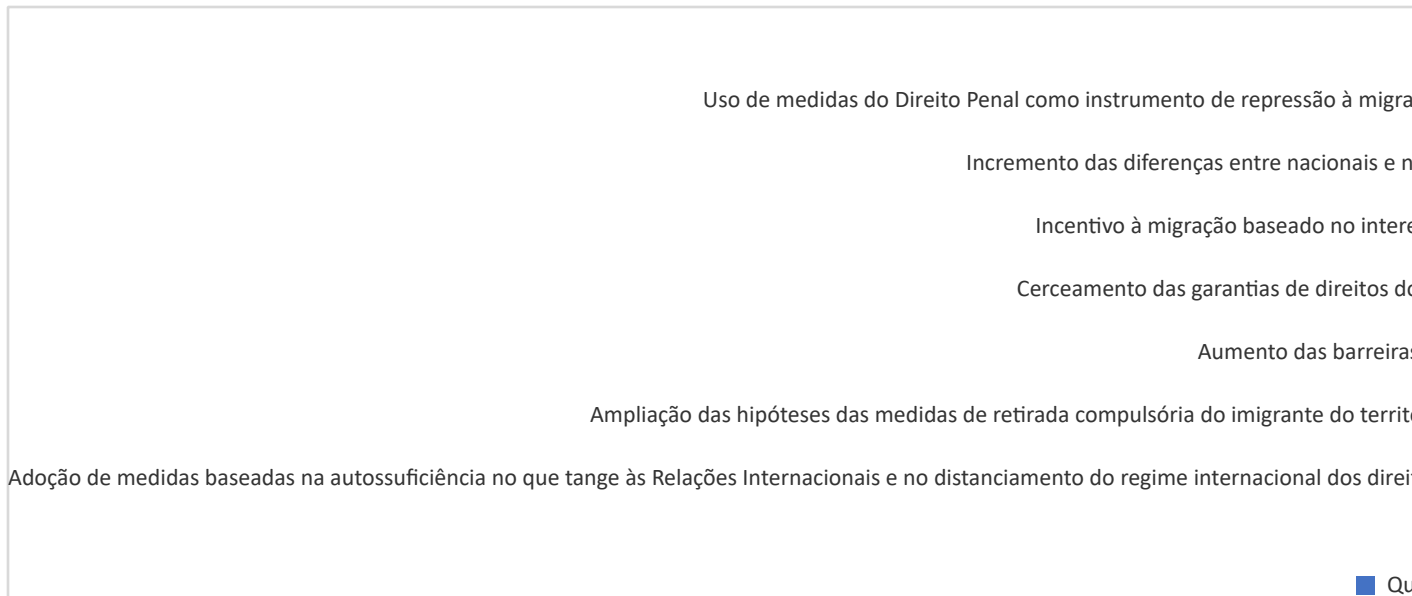 Uso de medidas do Direito Penal como instrumento de repressão à migra
Incremento das diferenças entre nacionais e n
Incentivo à migração baseado no intere
Cerceamento das garantias de direitos do
Aumento das barreiras
Ampliação das hipóteses das medidas de retirada compulsória do imigrante do territó
Adoção de medidas baseadas na autossuficiência no que tange às Relações Internacionais e no distanciamento do regime internacional dos direit
Qu